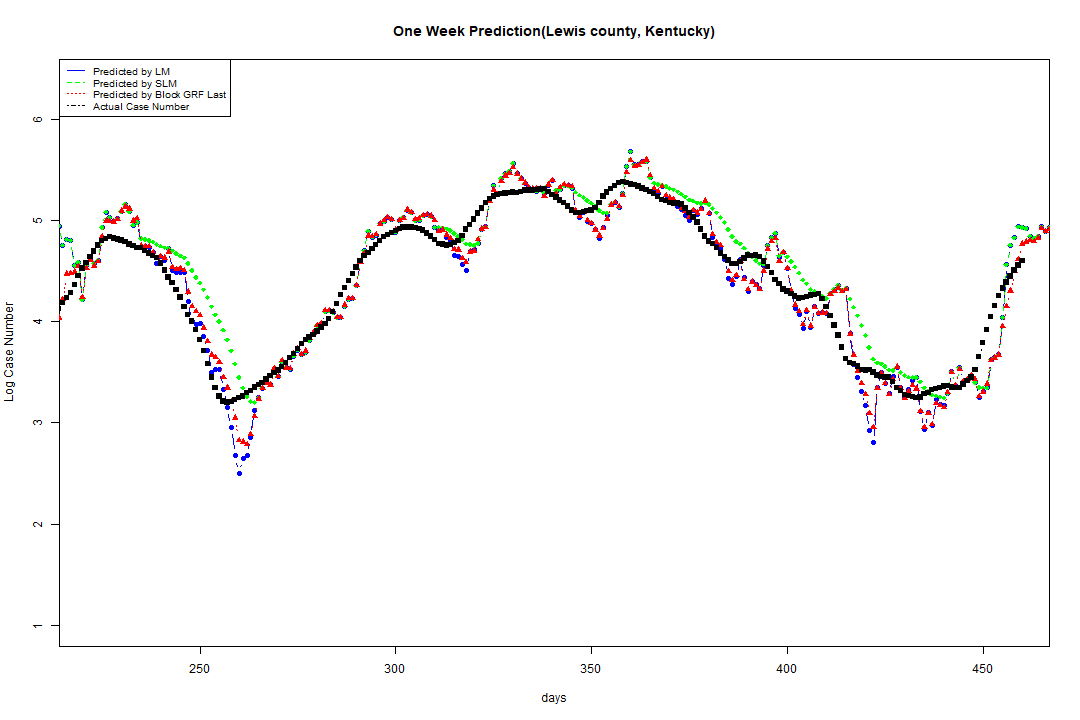 One Week Prediction(Lewis county, Kentucky)
Predicted by LM
Predicted by SLM
Predicted by Block GRF Last
Actual Case Number
6
5
4
3
2
1
Log Case Number
250 300 350 400 450
days